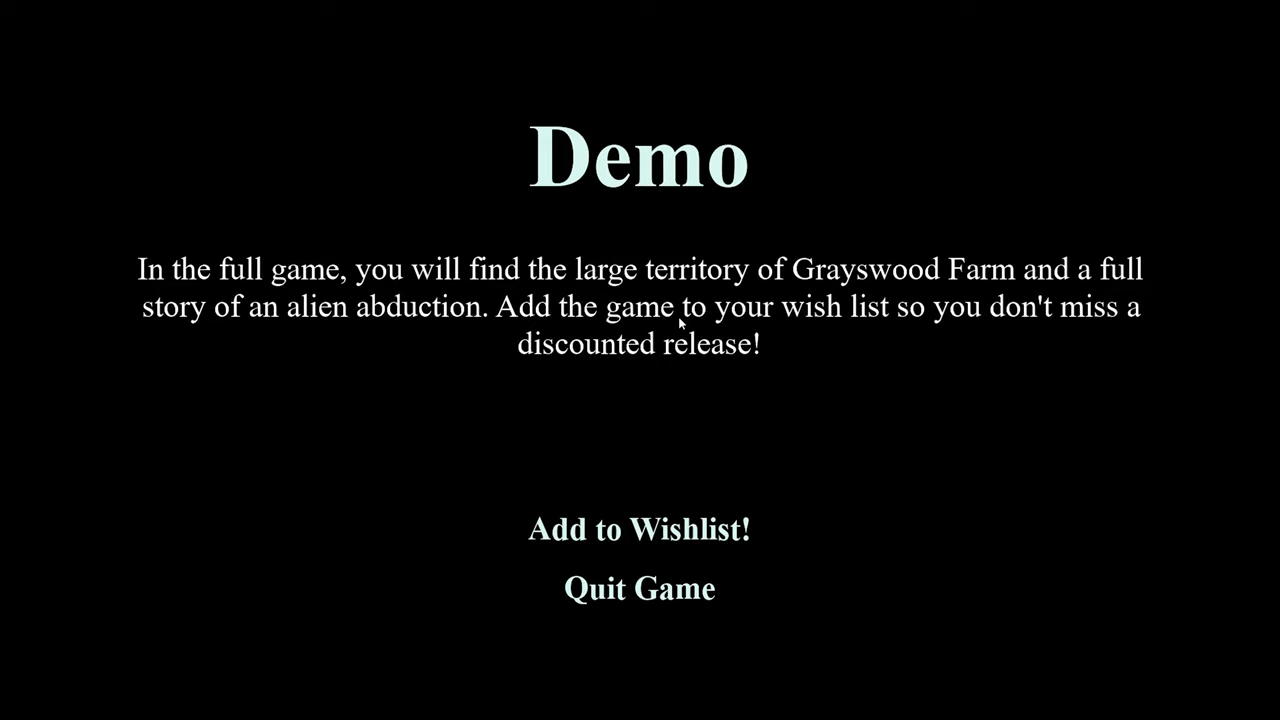 Demo
In the full game, you will find the large territory of Grayswood Farm and a full
story of an alien abduction. Add the game to your wish list so you don't miss a
discounted release!
Add to Wishlist!
Quit Game